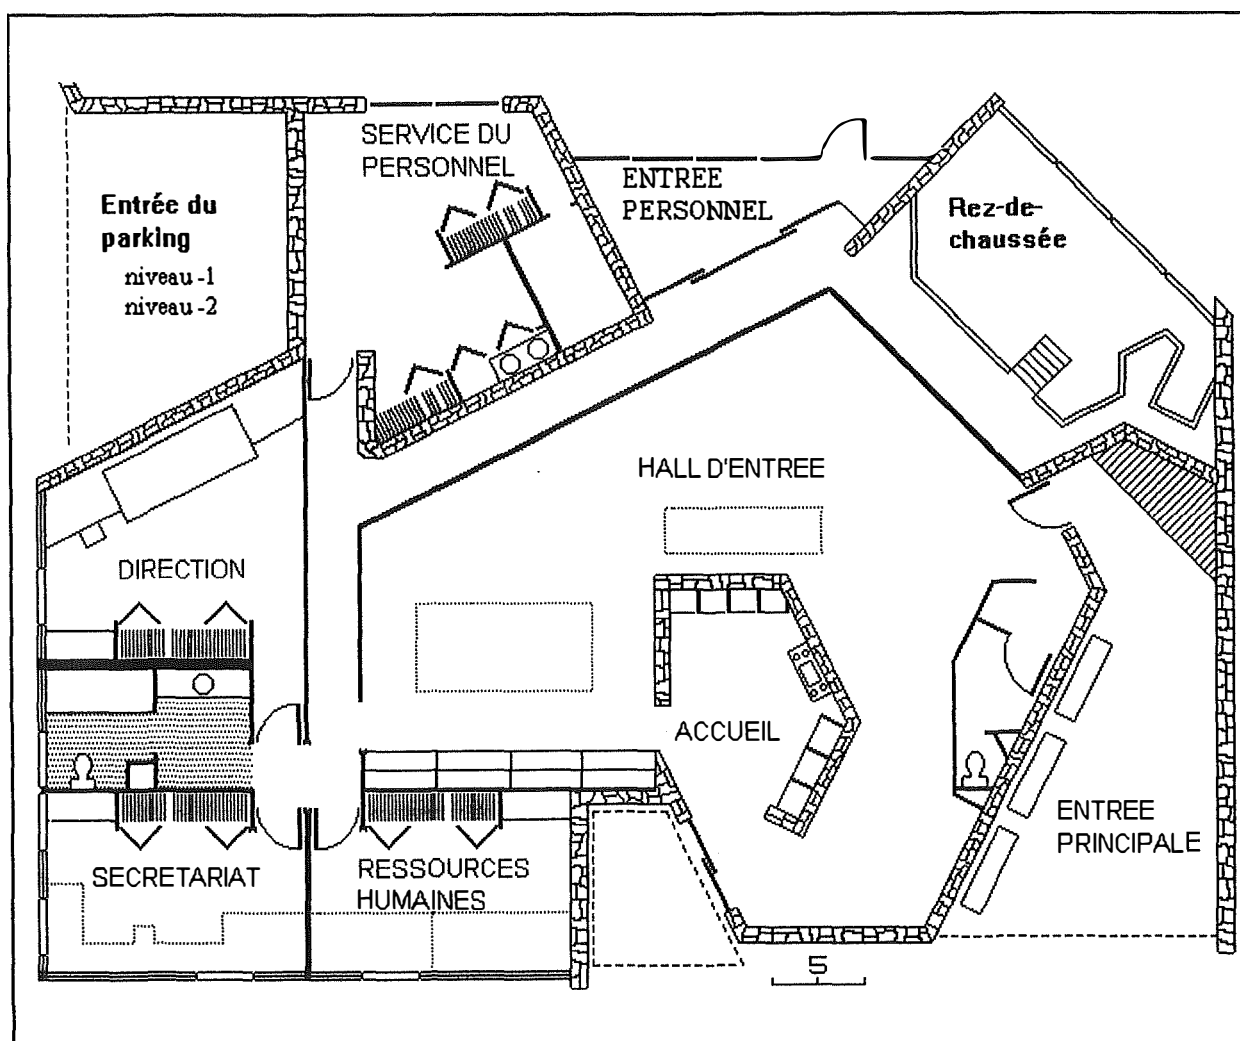 SERVICE DU
PERSONNEL
ENTREE
PERSONNEL
Entrée du
parking
niveau -1
niveau -2
Rez-de-
chaussée
HALL D'ENTREE
DIRECTION
ACCUEIL
ENTREE
PRINCIPALE
SECRETARIAT
RESSOURCES
HUMAINES
5